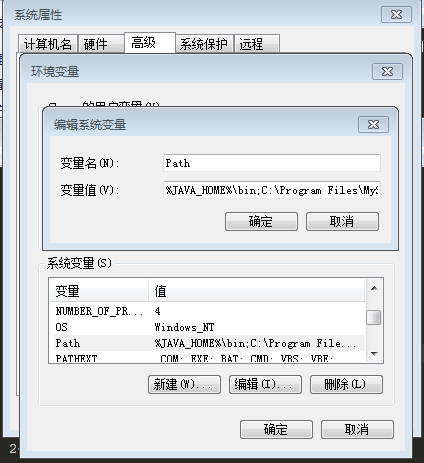 系统属性
计算机名 硬件 高级 系统保护 远程
环境变量
的用户变量(U)
编辑系统变量
变量名(N): Path
变量值(V): %JAVA_HOME%\bin;C:\Program Files\My
确定 取消
系统变量(S)
变量 值
NUMBER_OF_PR... 4
OS Windows_NT
Path %JAVA_HOME%\bin;C:\Program File...
PATHEXT .COM;.EXE;.BAT;.CMD;.VBS;.VBE;
新建(W)... 编辑(I)... 删除(L)
确定 取消